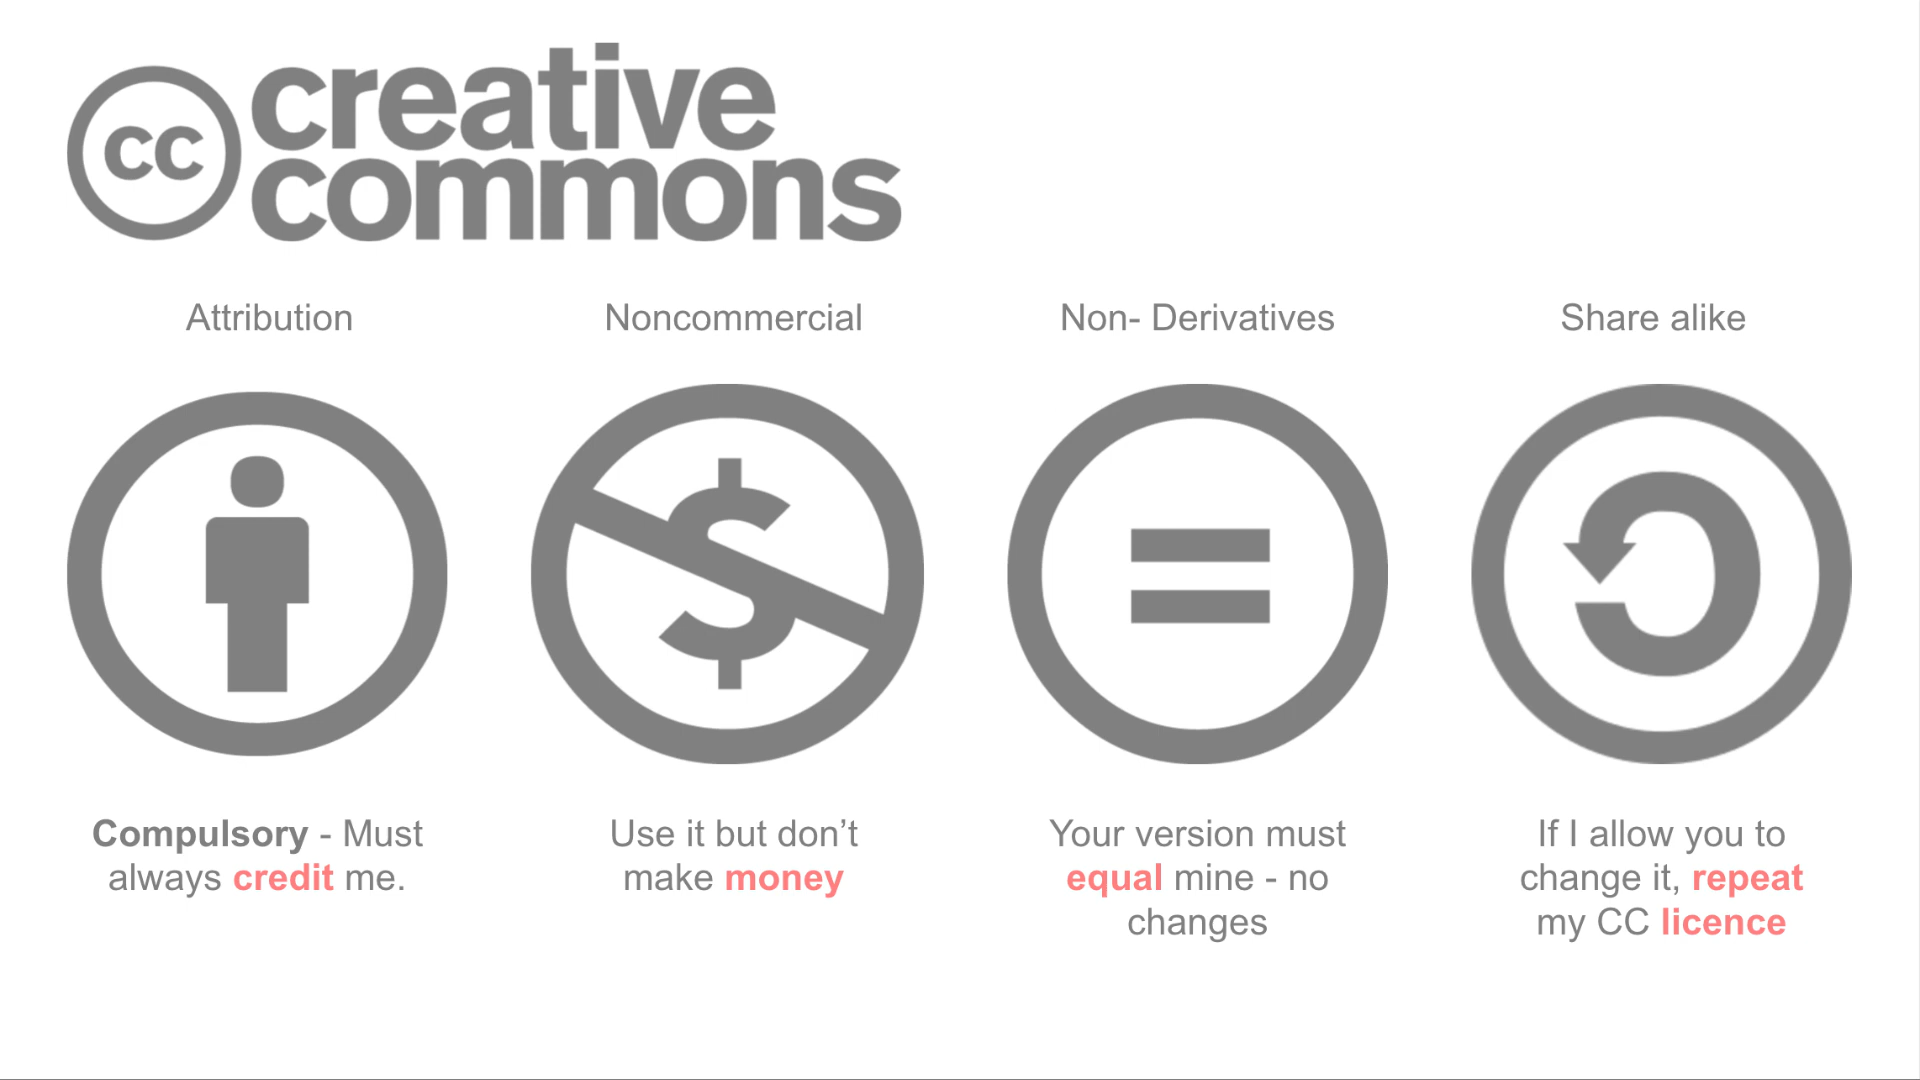 cc creative
commons
Attribution
Noncommercial
Non- Derivatives
Share alike
$
=
Compulsory - Must
always credit me.
Use it but don’t
make money
Your version must
equal mine - no
changes
If I allow you to
change it, repeat
my CC licence